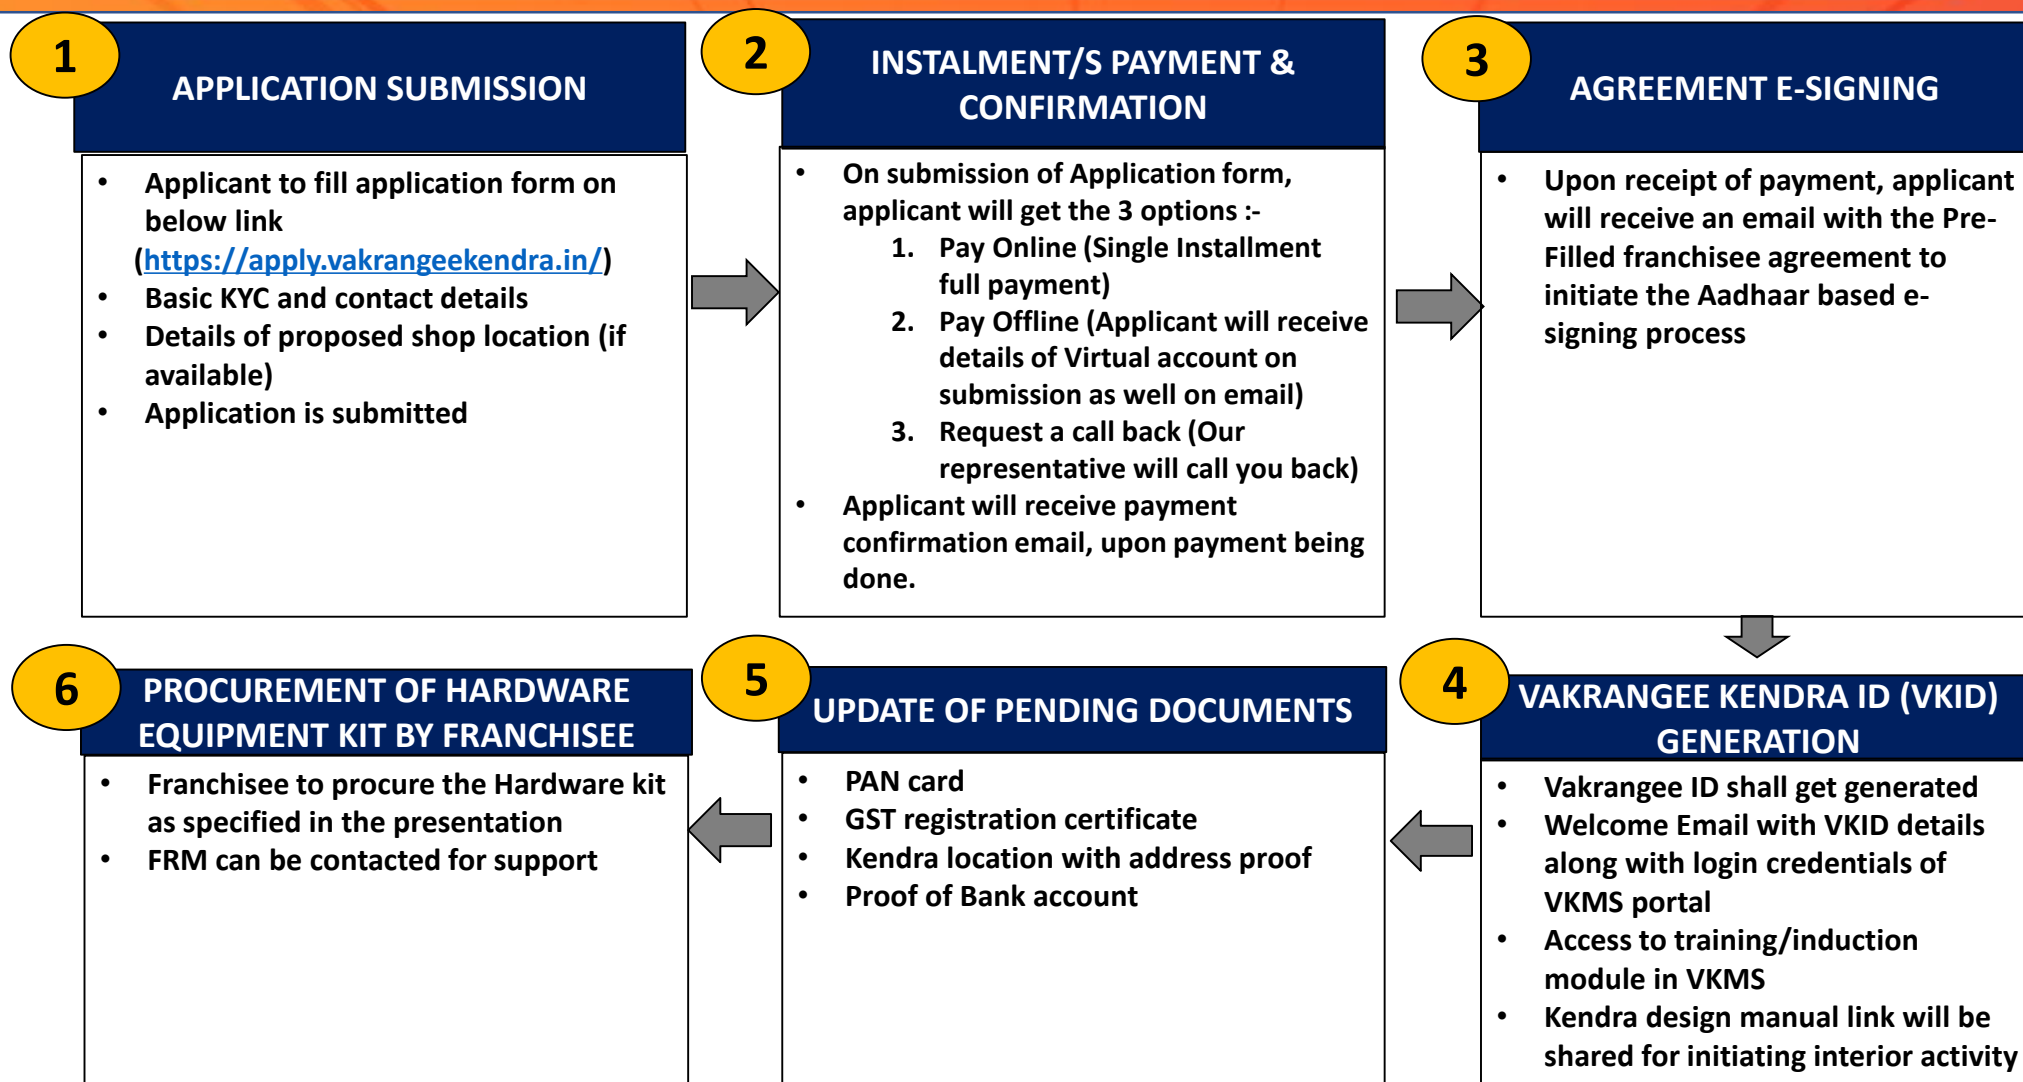 1
APPLICATION SUBMISSION
• Applicant to fill application form on
below link
(https://apply.vakrangeekendra.in/)
• Basic KYC and contact details
• Details of proposed shop location (if
available)
• Application is submitted
2
INSTALMENT/S PAYMENT &
CONFIRMATION
• On submission of Application form,
applicant will get the 3 options :-
1. Pay Online (Single Installment
full payment)
2. Pay Offline (Applicant will receive
details of Virtual account on
submission as well on email)
3. Request a call back (Our
representative will call you back)
• Applicant will receive payment
confirmation email, upon payment being
done.
3
AGREEMENT E-SIGNING
• Upon receipt of payment, applicant
will receive an email with the Pre-
Filled franchisee agreement to
initiate the Aadhaar based e-
signing process
4
VAKRANGEE KENDRA ID (VKID)
GENERATION
• Vakrangee ID shall get generated
• Welcome Email with VKID details
along with login credentials of
VKMS portal
• Access to training/induction
module in VKMS
• Kendra design manual link will be
shared for initiating interior activity
5
UPDATE OF PENDING DOCUMENTS
• PAN card
• GST registration certificate
• Kendra location with address proof
• Proof of Bank account
6
PROCUREMENT OF HARDWARE
EQUIPMENT KIT BY FRANCHISEE
• Franchisee to procure the Hardware kit
as specified in the presentation
• FRM can be contacted for support